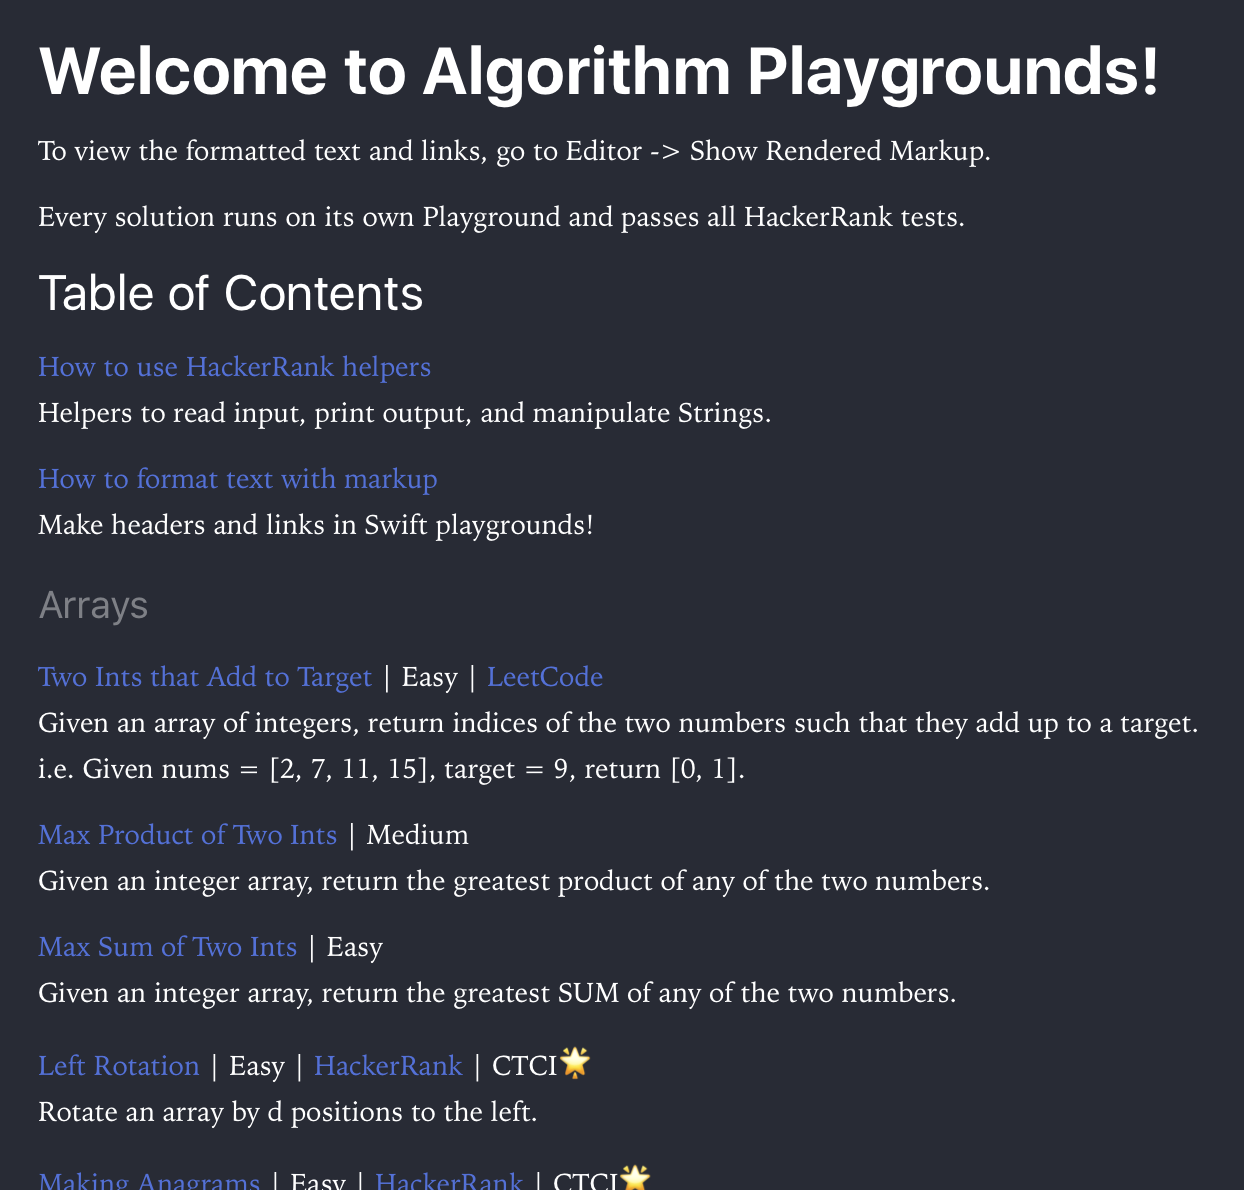 Welcome to Algorithm Playgrounds!
To view the formatted text and links, go to Editor -> Show Rendered Markup.
Every solution runs on its own Playground and passes all HackerRank tests.
Table of Contents
How to use HackerRank helpers
Helpers to read input, print output, and manipulate Strings.
How to format text with markup
Make headers and links in Swift playgrounds!
Arrays
Two Ints that Add to Target | Easy | LeetCode
Given an array of integers, return indices of the two numbers such that they add up to a target.
i.e. Given nums = [2, 7, 11, 15], target = 9, return [0, 1].
Max Product of Two Ints | Medium
Given an integer array, return the greatest product of any of the two numbers.
Max Sum of Two Ints | Easy
Given an integer array, return the greatest SUM of any of the two numbers.
Left Rotation | Easy | HackerRank | CTCI🌟
Rotate an array by d positions to the left.
Making Anagrams | Easy | HackerRank | CTCI🌟